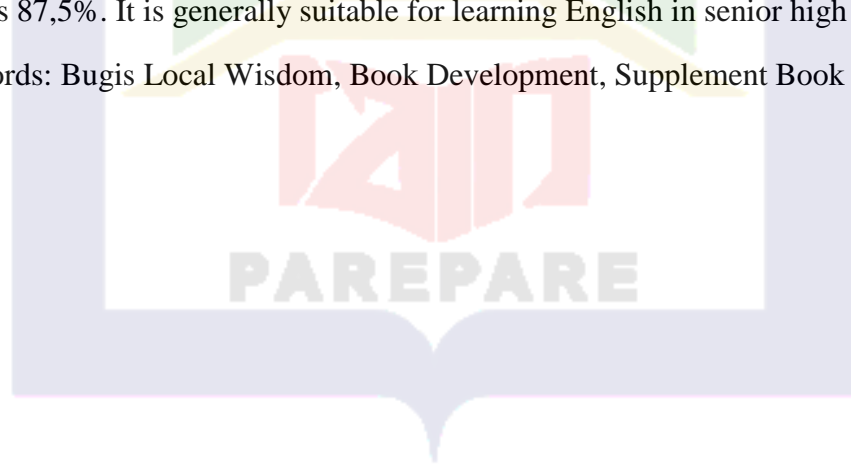 s 87,5%. It is generally suitable for learning English in senior high
ords: Bugis Local Wisdom, Book Development, Supplement Book
PAREPARE